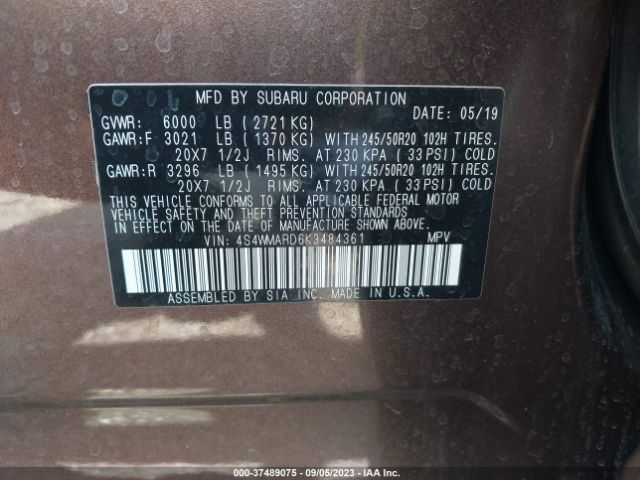 MFD BY SUBARU CORPORATION
DATE: 05/19
GVWR: 6000 LB (2721 KG)
GAWR:F 3021 LB (1370 KG) WITH 245/50R20 102H TIRES.
20X7 1/2J RIMS. AT 230 KPA (33 PSI) COLD
GAWR:R 3296 LB (1495 KG) WITH 245/50R20 102H TIRES.
20X7 1/2J RIMS. AT 230 KPA (33 PSI) COLD
THIS VEHICLE CONFORMS TO ALL APPLICABLE FEDERAL MOTOR
VEHICLE SAFETY AND THEFT PREVENTION STANDARDS
IN EFFECT ON THE DATE OF MANUFACTURE SHOWN ABOVE.
VIN: 4S4WMARD6K3484361 MPV
ASSEMBLED BY SIA INC. MADE IN U.S.A.
000-37489075 - 09/05/2023 - IAA Inc.